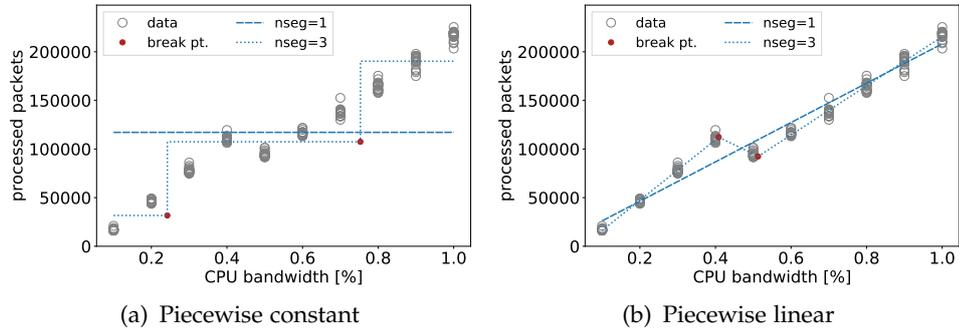 data
break pt.
nseg=1
nseg=3
processed packets
200000
150000
100000
50000
0
0.2 0.4 0.6 0.8 1.0
CPU bandwidth [%]
(a) Piecewise constant
data
break pt.
nseg=1
nseg=3
processed packets
200000
150000
100000
50000
0
0.2 0.4 0.6 0.8 1.0
CPU bandwidth [%]
(b) Piecewise linear